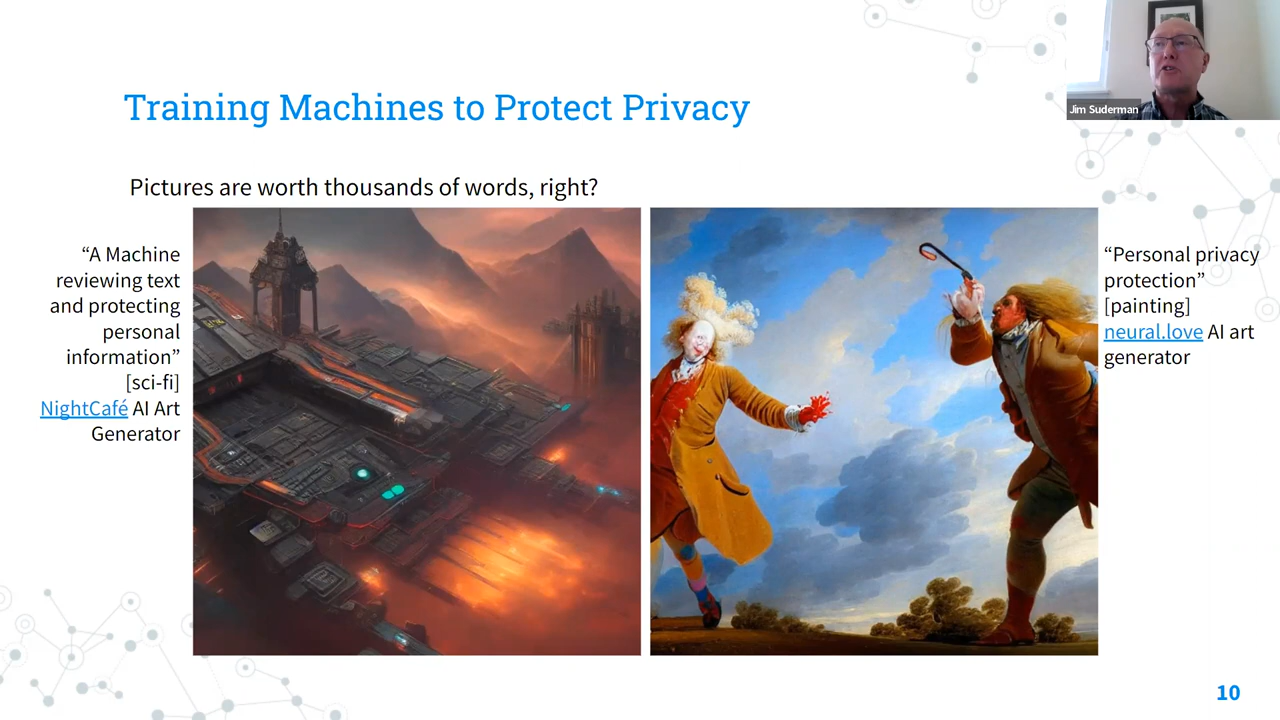 Jim Suderman
Training Machines to Protect Privacy
Pictures are worth thousands of words, right?
“A Machine
reviewing text
and protecting
personal
information”
[sci-fi]
NightCafé AI Art
Generator
“Personal privacy
protection”
[painting]
neural.love AI art
generator
10